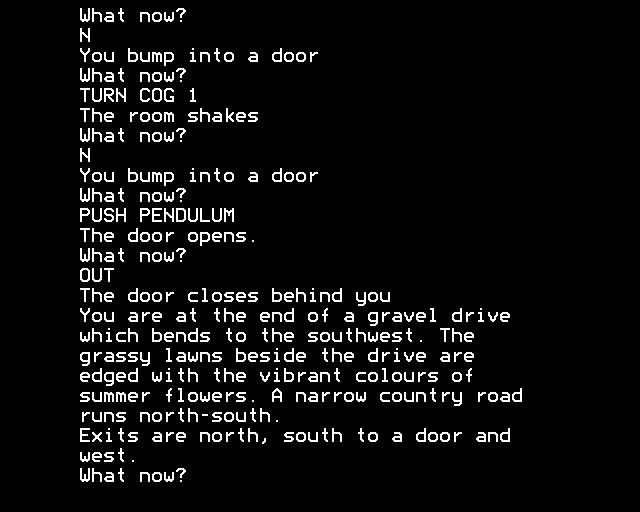 What now?
N
You bump into a door
What now?
TURN COG 1
The room shakes
What now?
N
You bump into a door
What now?
PUSH PENDULUM
The door opens.
What now?
OUT
The door closes behind you
You are at the end of a gravel drive
which bends to the southwest. The
grassy lawns beside the drive are
edged with the vibrant colours of
summer flowers. A narrow country road
runs north-south.
Exits are north, south to a door and
west.
What now?